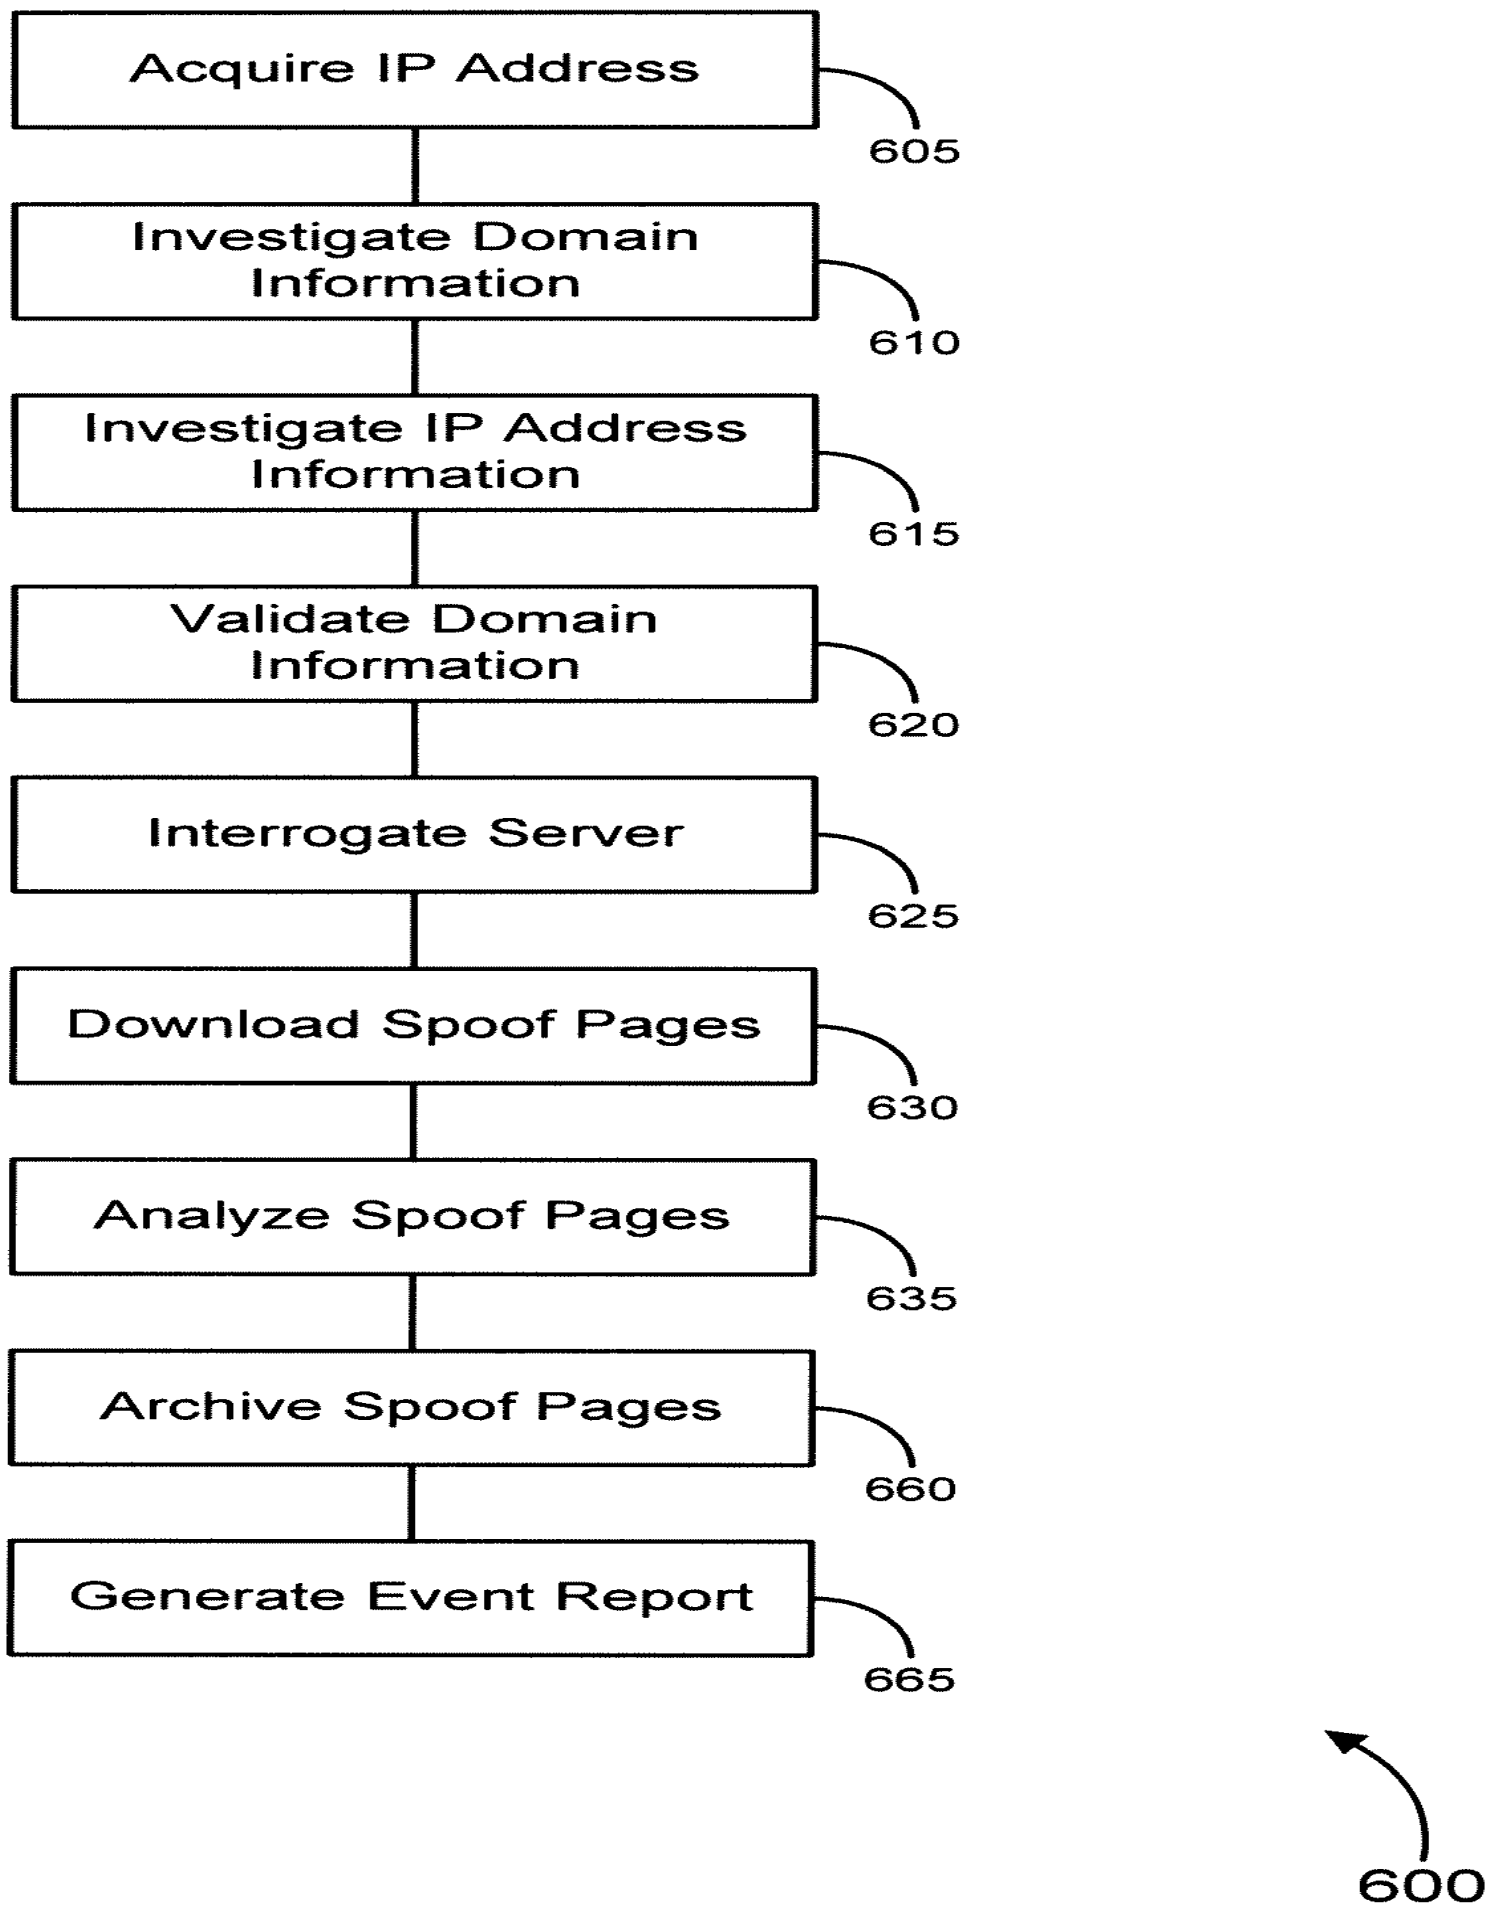 Acquire IP Address
605
Investigate Domain
Information
610
Investigate IP Address
Information
615
Validate Domain
Information
620
Interrogate Server
625
Download Spoof Pages
630
Analyze Spoof Pages
635
Archive Spoof Pages
660
Generate Event Report
665
600